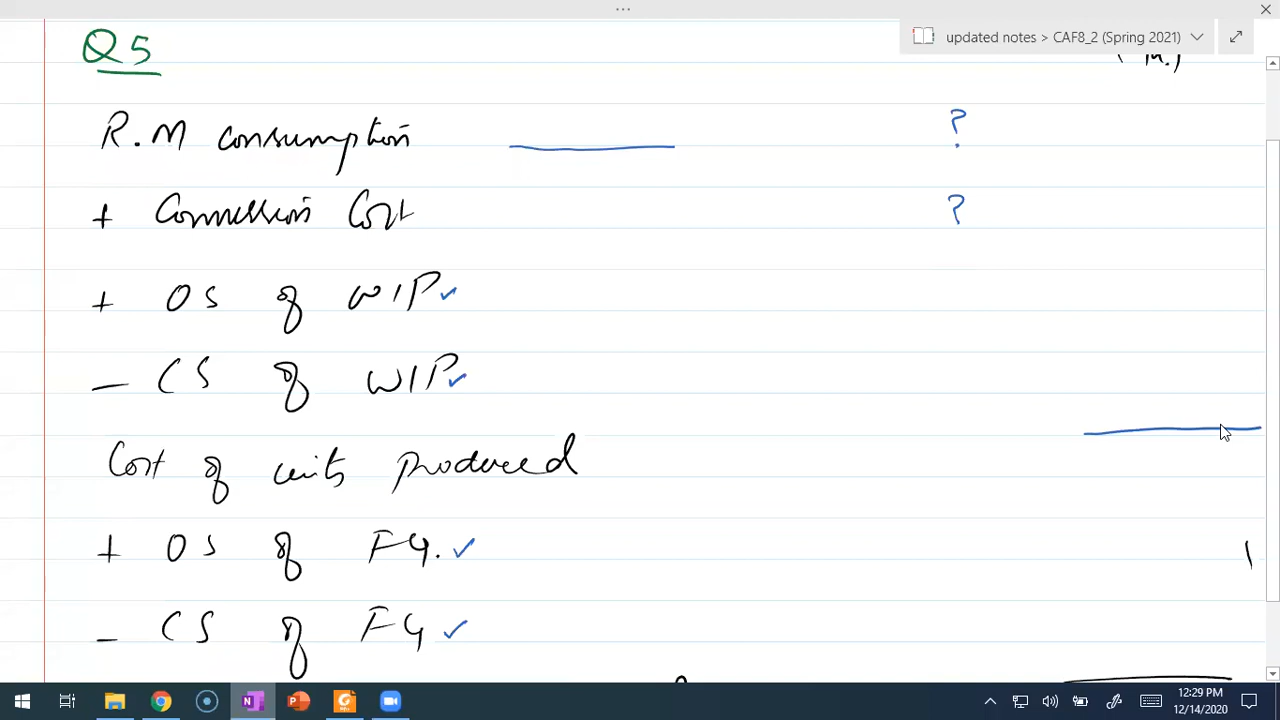 updated notes > CAF8_2 (Spring 2021)
Q5
R.M consumption ?
+ Conversion Cost ?
+ OS of WIP ✓
- CS of WIP ✓
Cost of units produced
+ OS of FG. ✓
- CS of FG ✓
12:29 PM
12/14/2020